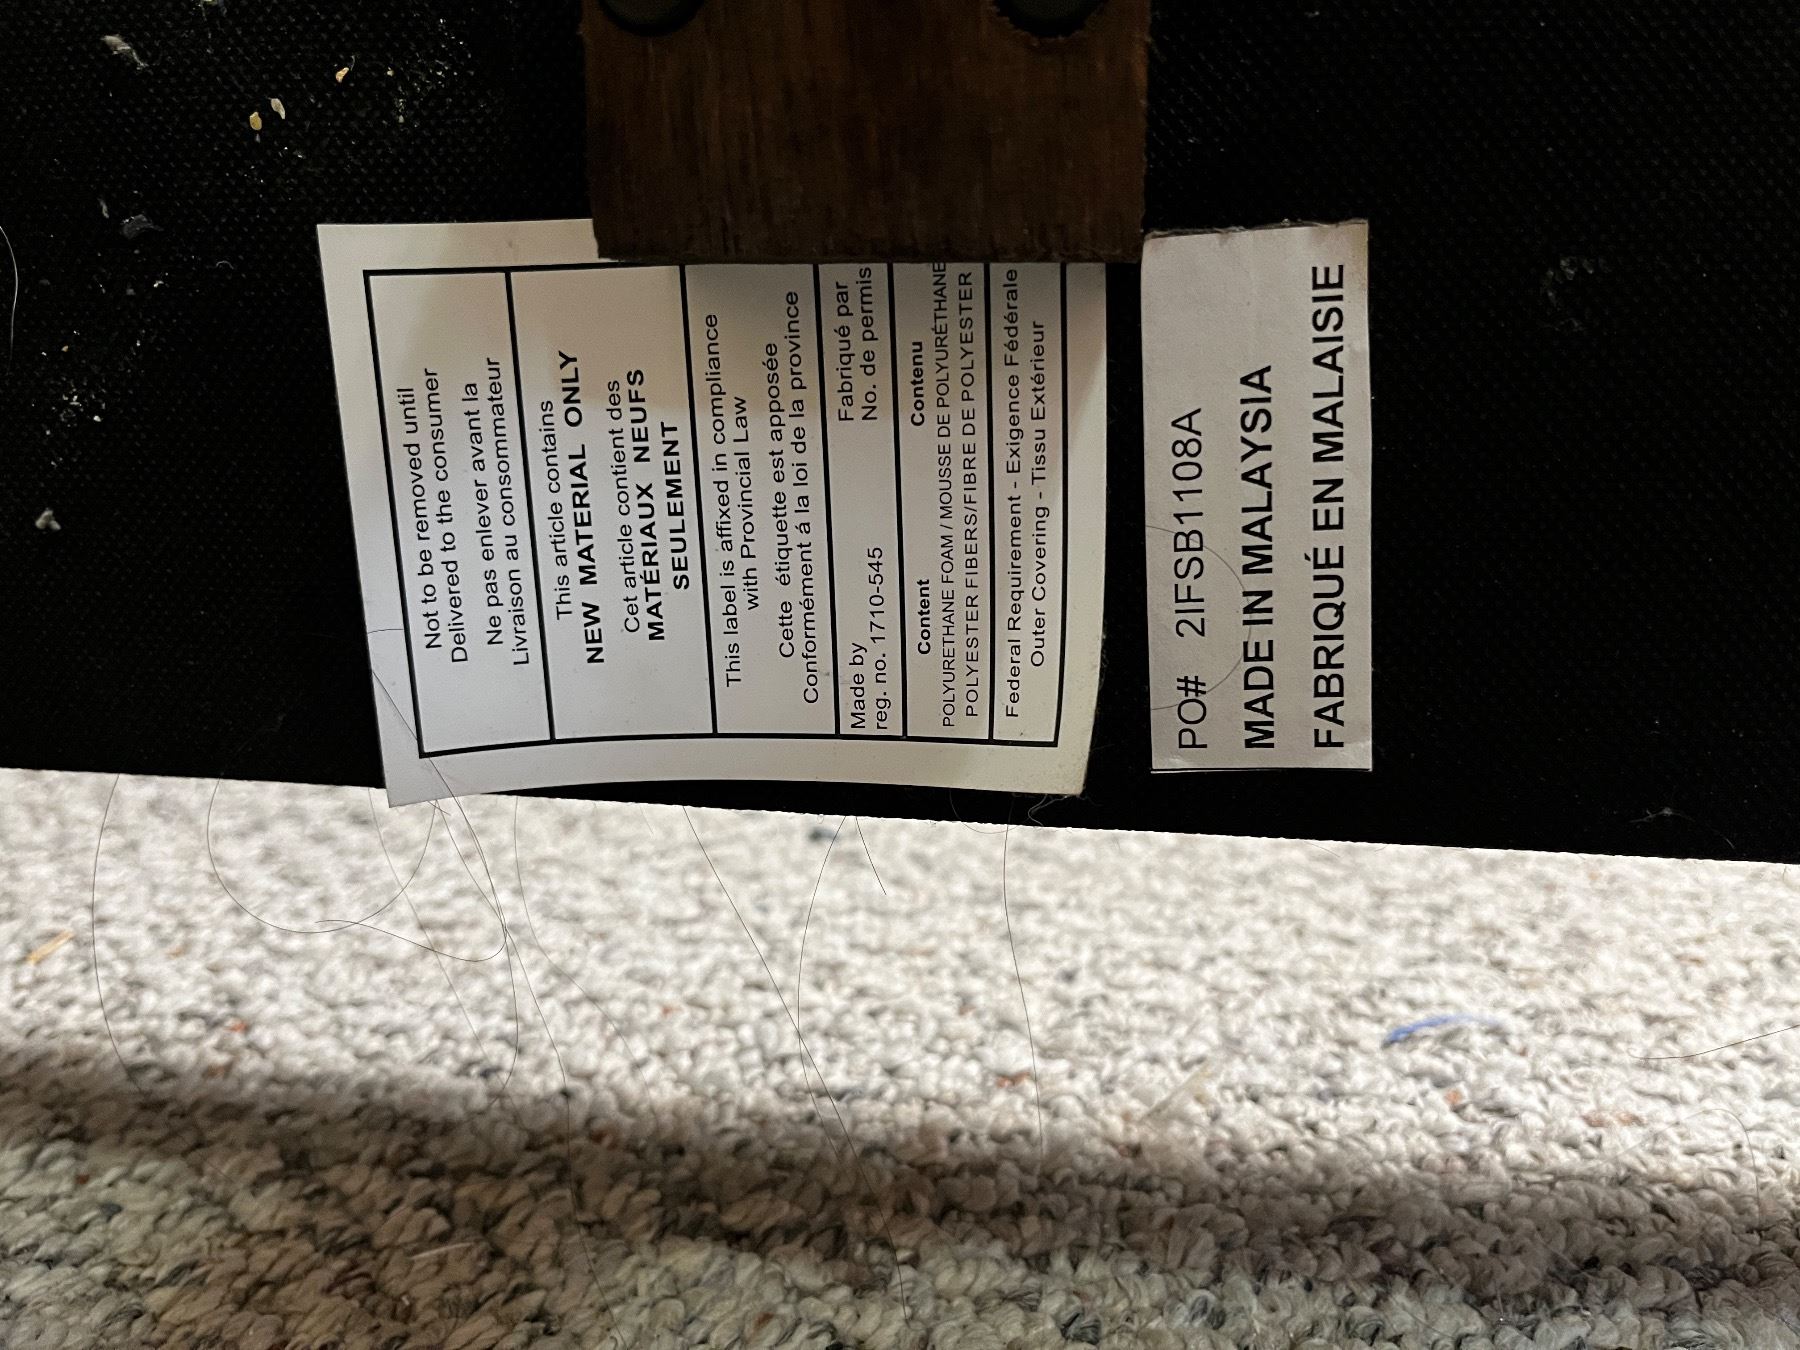 Not to be removed until
Delivered to the consumer
Ne pas enlever avant la
Livraison au consommateur
This article contains
NEW MATERIAL ONLY
Cet article contient des
MATÉRIAUX NEUFS
SEULEMENT
This label is affixed in compliance
with Provincial Law
Cette étiquette est apposée
Conformément á la loi de la province
Made by Fabriqué par
reg. no. 1710-545 No. de permis
Content Contenu
POLYURETHANE FOAM / MOUSSE DE POLYURÉTHANE
POLYESTER FIBERS/FIBRE DE POLYESTER
Federal Requirement - Exigence Fédérale
Outer Covering - Tissu Extérieur
PO# 2IFSB1108A
MADE IN MALAYSIA
FABRIQUÉ EN MALAISIE